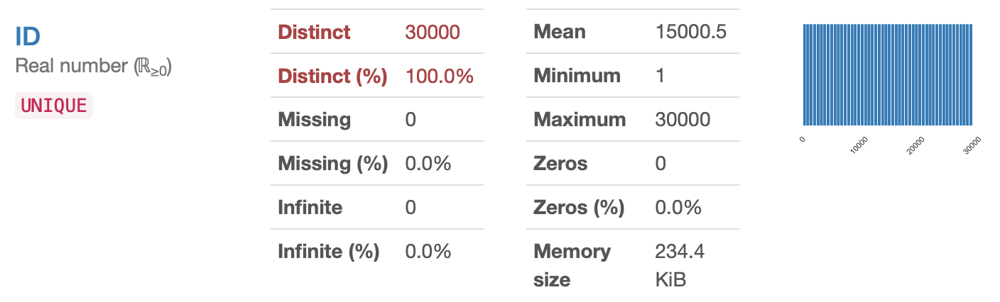 ID
Real number (ℝ≥0)
UNIQUE
Distinct 30000
Distinct (%) 100.0%
Missing 0
Missing (%) 0.0%
Infinite 0
Infinite (%) 0.0%
Mean 15000.5
Minimum 1
Maximum 30000
Zeros 0
Zeros (%) 0.0%
Memory 234.4
size KiB
0 10000 20000 30000